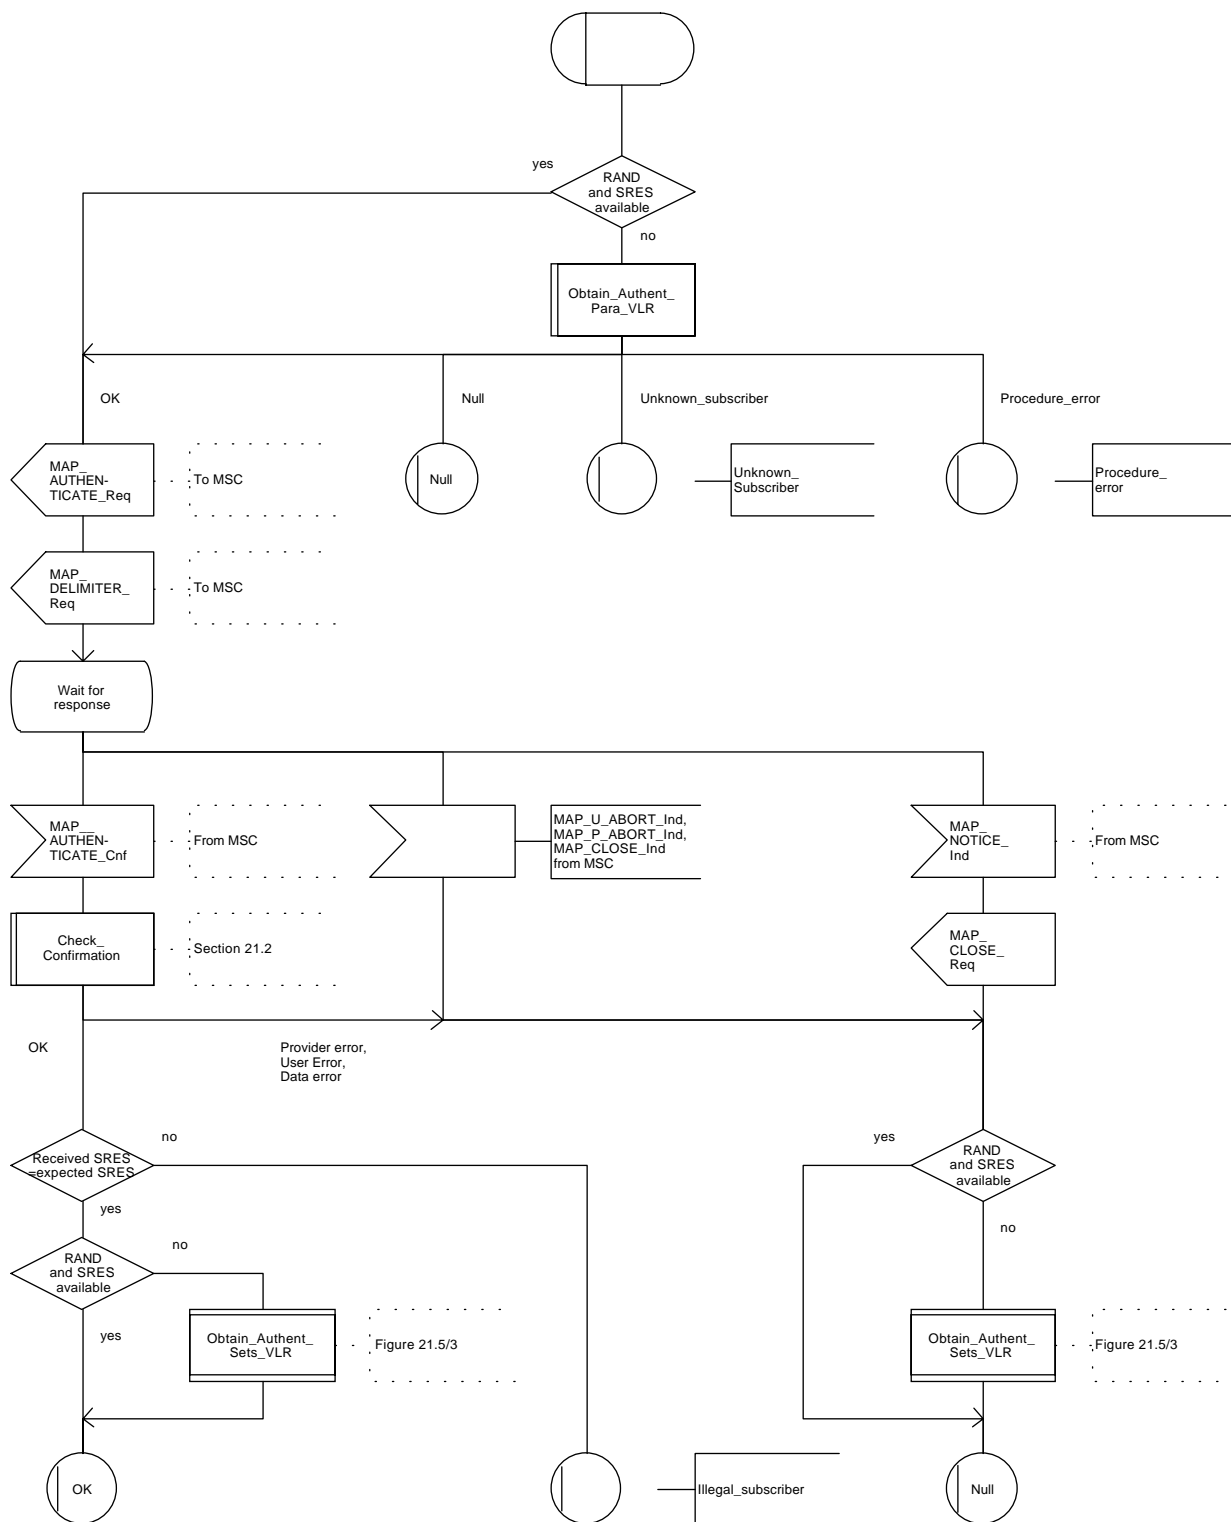 yes
RAND
and SRES
available
no
Obtain_Authent_
Para_VLR
OK
Null
Unknown_subscriber
Procedure_error
MAP_
AUTHEN-
TICATE_Req
To MSC
Null
Unknown_
Subscriber
Procedure_
error
MAP_
DELIMITER_
Req
To MSC
Wait for
response
MAP__
AUTHEN-
TICATE_Cnf
From MSC
MAP_U_ABORT_Ind,
MAP_P_ABORT_Ind,
MAP_CLOSE_Ind
from MSC
MAP_
NOTICE_
Ind
From MSC
Check_
Confirmation
Section 21.2
MAP_
CLOSE_
Req
OK
Provider error,
User Error,
Data error
no
yes
Received SRES
=expected SRES
RAND
and SRES
available
yes
no
no
RAND
and SRES
available
yes
Obtain_Authent_
Sets_VLR
Figure 21.5/3
Obtain_Authent_
Sets_VLR
Figure 21.5/3
OK
Illegal_subscriber
Null